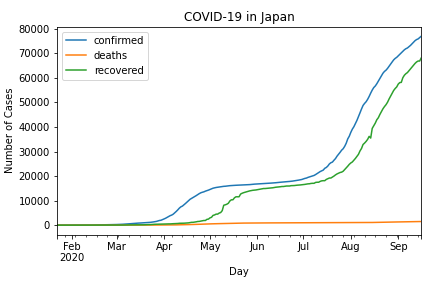 COVID-19 in Japan
confirmed
deaths
recovered
Number of Cases
80000
70000
60000
50000
40000
30000
20000
10000
0
Feb Mar Apr May Jun Jul Aug Sep
2020
Day